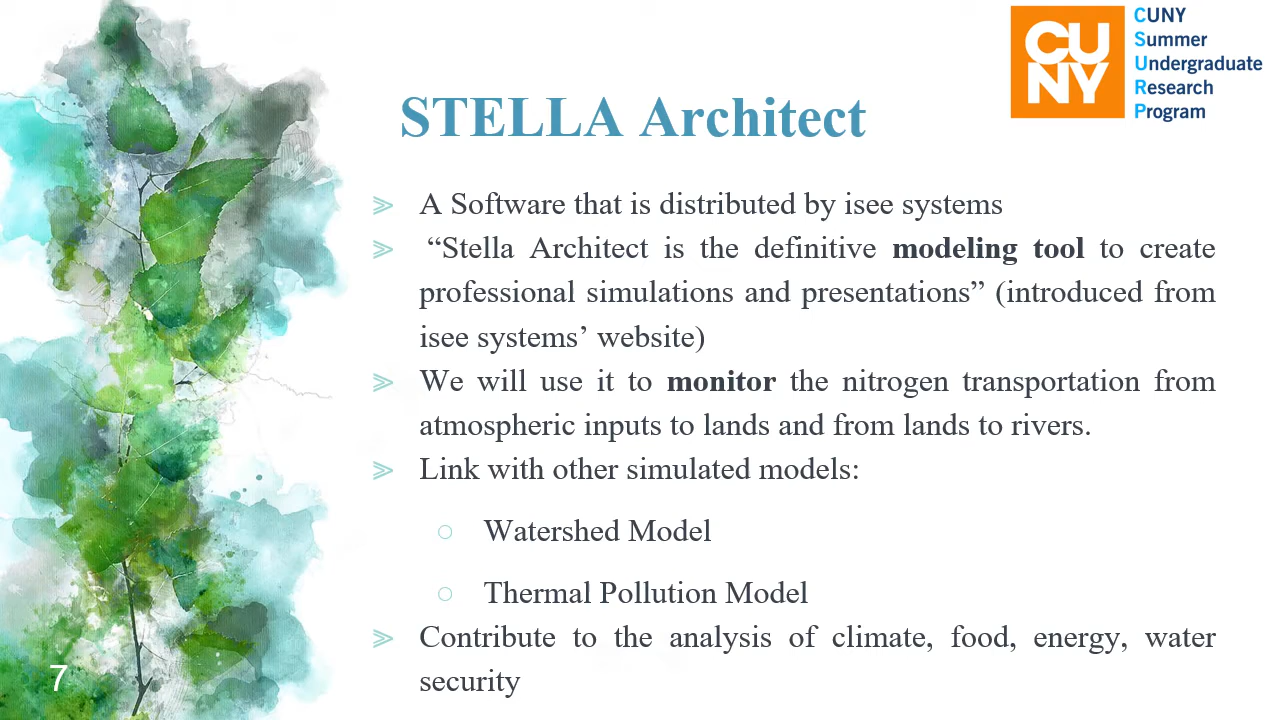 CU
NY
CUNY
Summer
Undergraduate
Research
Program
STELLA Architect
⪢ A Software that is distributed by isee systems
⪢ “Stella Architect is the definitive modeling tool to create
professional simulations and presentations” (introduced from
isee systems’ website)
⪢ We will use it to monitor the nitrogen transportation from
atmospheric inputs to lands and from lands to rivers.
⪢ Link with other simulated models:
○ Watershed Model
○ Thermal Pollution Model
⪢ Contribute to the analysis of climate, food, energy, water
security
7